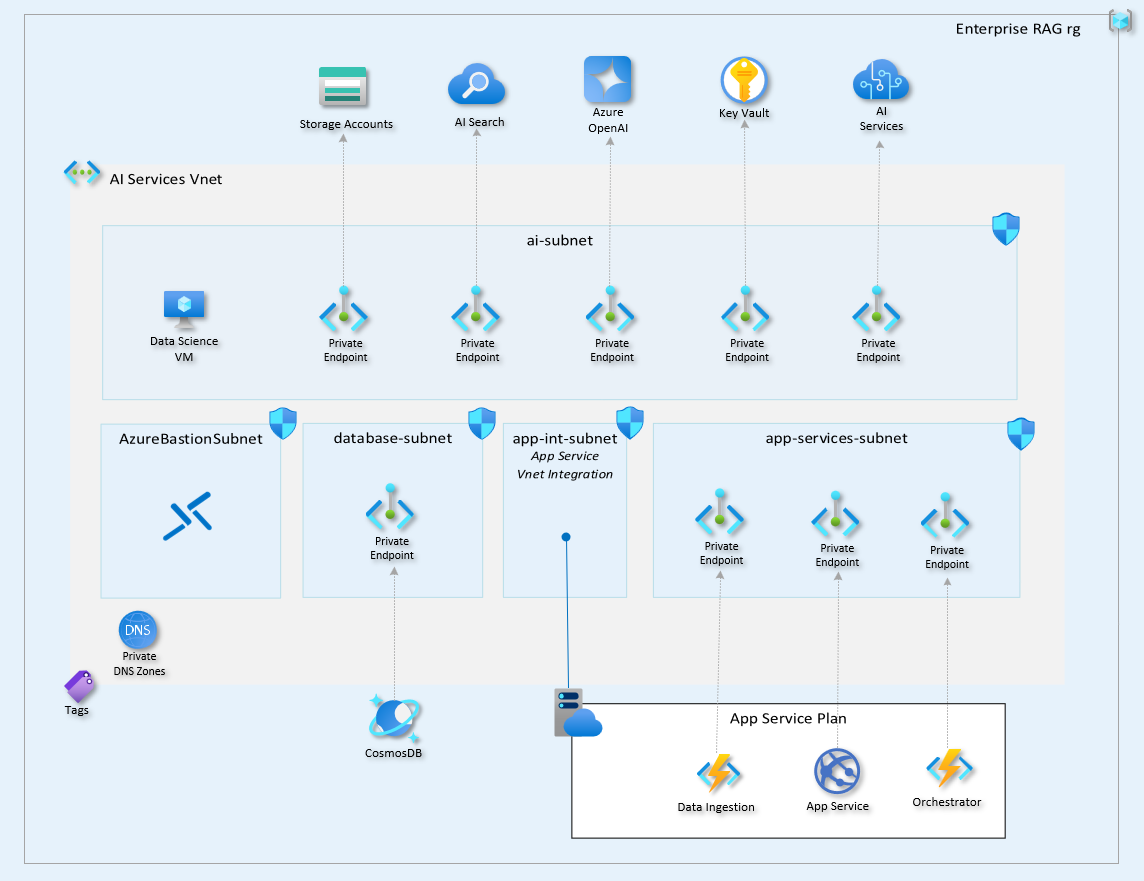 Enterprise RAG rg
Storage Accounts
AI Search
Azure
OpenAI
Key Vault
AI
Services
AI Services Vnet
ai-subnet
Data Science
VM
Private
Endpoint
Private
Endpoint
Private
Endpoint
Private
Endpoint
Private
Endpoint
AzureBastionSubnet
database-subnet
Private
Endpoint
app-int-subnet
App Service
Vnet Integration
app-services-subnet
Private
Endpoint
Private
Endpoint
Private
Endpoint
DNS
Private
DNS Zones
Tags
CosmosDB
App Service Plan
Data Ingestion
App Service
Orchestrator